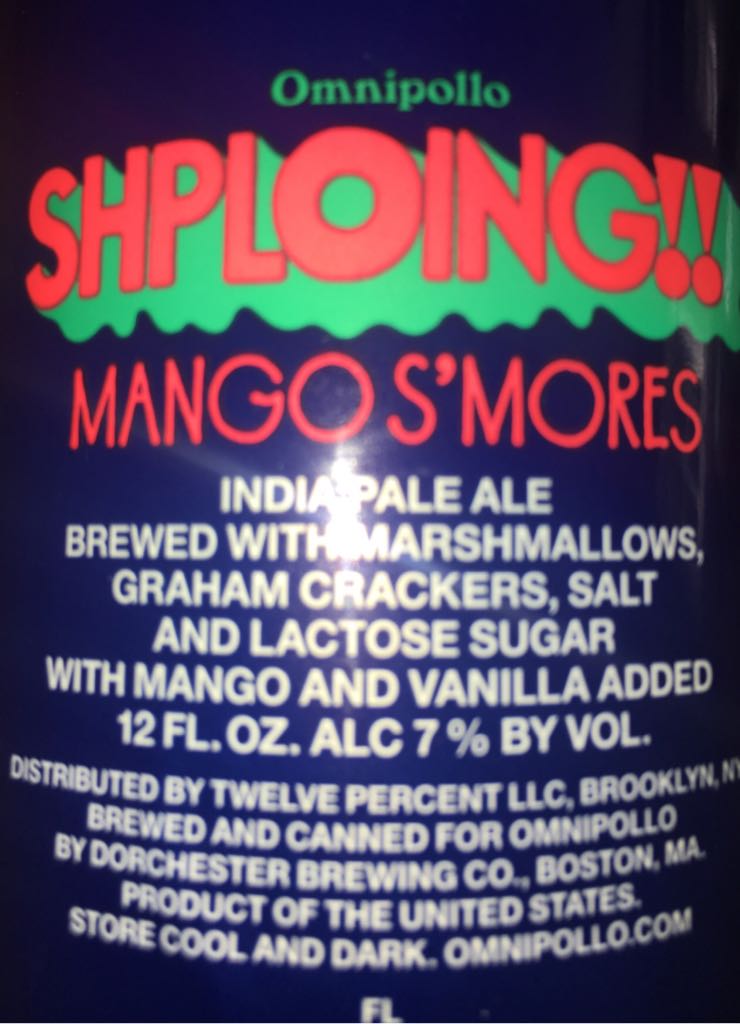 Omnipollo
SHPLOING!!
MANGO S'MORES
INDIA PALE ALE
BREWED WITH MARSHMALLOWS,
GRAHAM CRACKERS, SALT
AND LACTOSE SUGAR
WITH MANGO AND VANILLA ADDED
12 FL. OZ. ALC 7 % BY VOL.
DISTRIBUTED BY TWELVE PERCENT LLC, BROOKLYN, NY
BREWED AND CANNED FOR OMNIPOLLO
BY DORCHESTER BREWING CO., BOSTON, MA.
PRODUCT OF THE UNITED STATES.
STORE COOL AND DARK. OMNIPOLLO.COM
FL